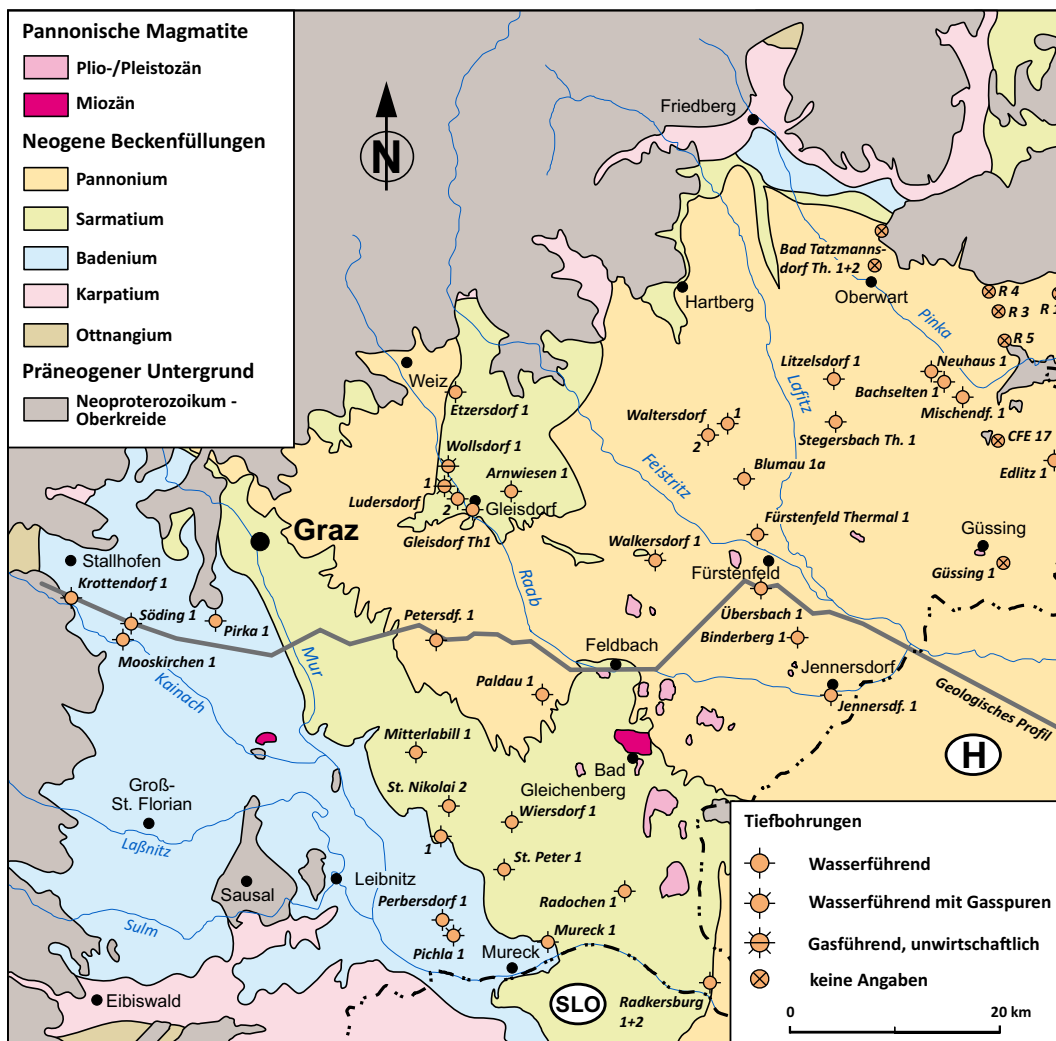 Pannonische Magmatite
Plio-/Pleistozän
Miozän
Neogene Beckenfüllungen
Pannonium
Sarmatium
Badenium
Karpatium
Ottnangium
Präneogener Untergrund
Neoproterozoikum -
Oberkreide
N
Friedberg
Bad Tatzmanns-
dorf Th. 1+2
Oberwart
Hartberg
R 4
R 3
R 5
Pinka
Lafitz
Weiz
Etzersdorf 1
Litzelsdorf 1
Neuhaus 1
Bachselten 1
Mischendf. 1
Waltersdorf
1
2
Stegersbach Th. 1
CFE 17
Edlitz 1
Wollsdorf 1
Arnwiesen 1
Ludersdorf
1
2
Gleisdorf
Gleisdorf Th1
Blumau 1a
Feistritz
Fürstenfeld Thermal 1
Graz
Walkersdorf 1
Fürstenfeld
Güssing
Güssing 1
Stallhofen
Krottendorf 1
Söding 1
Pirka 1
Mooskirchen 1
Raab
Petersdf. 1
Übersbach 1
Binderberg 1
Feldbach
Jennersdorf
Jennersdf. 1
Geologisches Profil
Mur
Kainach
Paldau 1
Mitterlabill 1
H
Bad
Gleichenberg
Groß-
St. Florian
Laßnitz
St. Nikolai 2
1
Wiersdorf 1
St. Peter 1
Leibnitz
Sausal
Radochen 1
Sulm
Perbersdorf 1
Pichla 1
Mureck 1
Mureck
Eibiswald
SLO
Radkersburg
1+2
Tiefbohrungen
Wasserführend
Wasserführend mit Gasspuren
Gasführend, unwirtschaftlich
keine Angaben
0
20 km